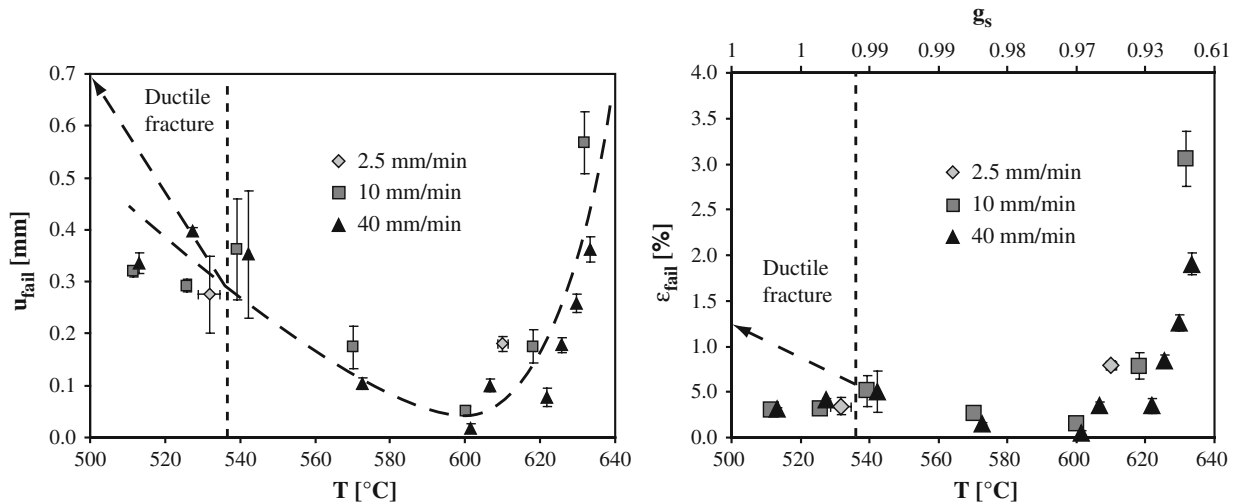 0.7
0.6
0.5
0.4
0.3
0.2
0.1
0.0
u_fail [mm]
500 520 540 560 580 600 620 640
T [°C]
Ductile
fracture
2.5 mm/min
10 mm/min
40 mm/min
g_s
1 1 0.99 0.99 0.98 0.97 0.93 0.61
4.0
3.5
3.0
2.5
2.0
1.5
1.0
5.0
0.0
ε_fail [%]
500 520 540 560 580 600 620 640
T [°C]
2.5 mm/min
10 mm/min
40 mm/min
Ductile
fracture